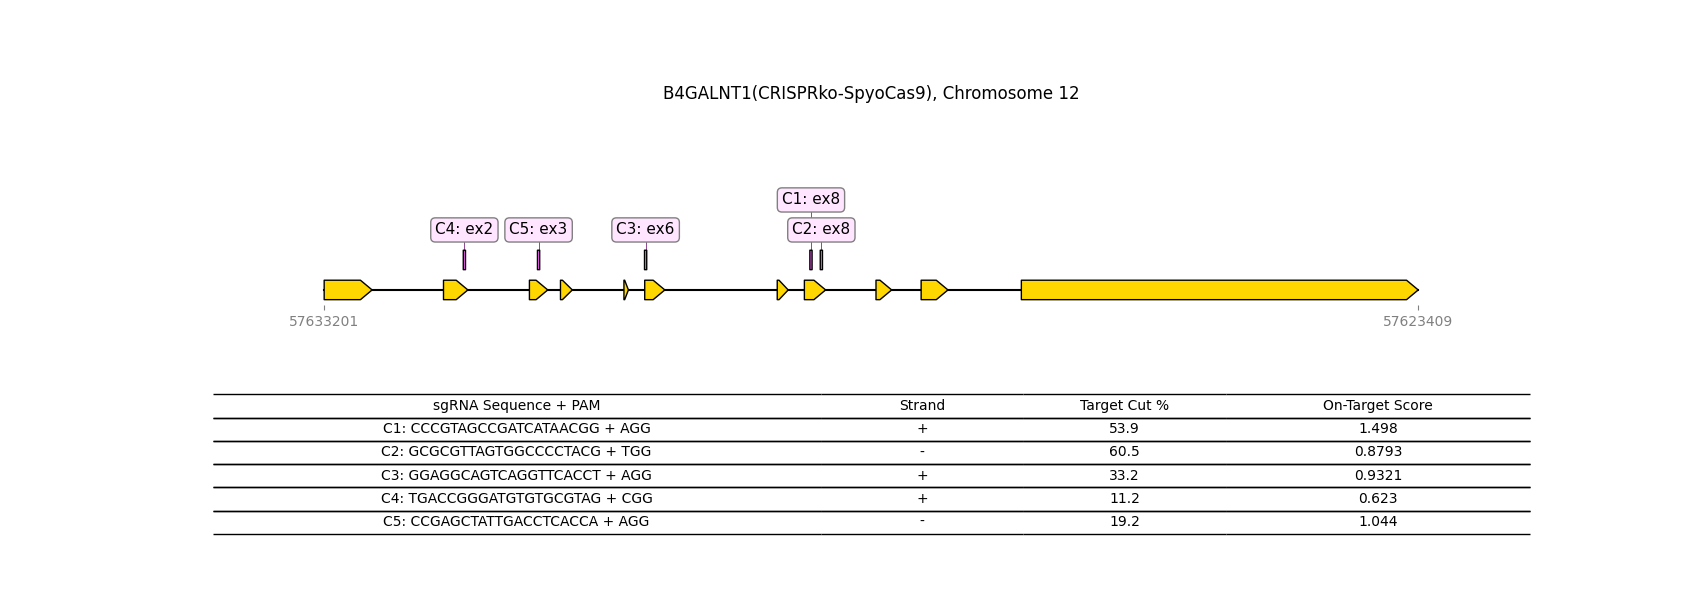 B4GALNT1(CRISPRko-SpyoCas9), Chromosome 12
C1: ex8
C4: ex2 C5: ex3 C3: ex6 C2: ex8
57633201 57623409
sgRNA Sequence + PAM Strand Target Cut % On-Target Score
C1: CCCGTAGCCGATCATAACGG + AGG + 53.9 1.498
C2: GCGCGTTAGTGGCCCCTACG + TGG - 60.5 0.8793
C3: GGAGGCAGTCAGGTTCACCT + AGG + 33.2 0.9321
C4: TGACCGGGATGTGTGCGTAG + CGG + 11.2 0.623
C5: CCGAGCTATTGACCTCACCA + AGG - 19.2 1.044